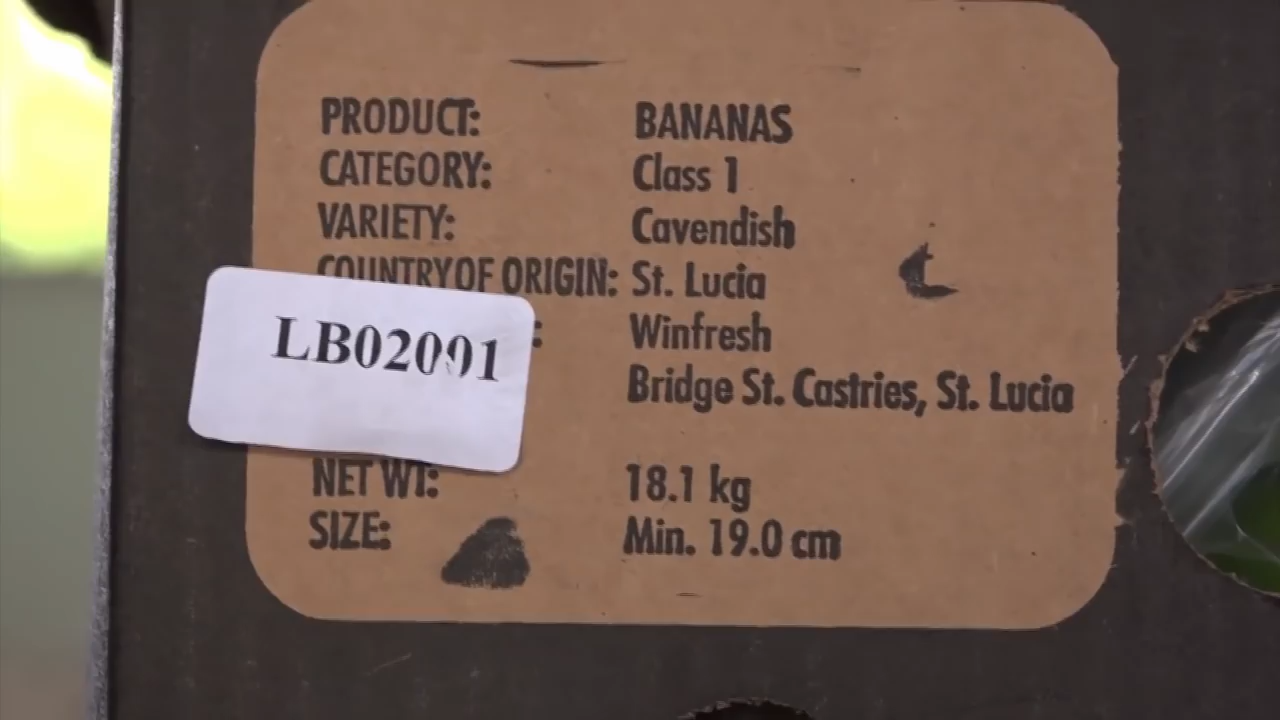 PRODUCT: BANANAS
CATEGORY: Class 1
VARIETY: Cavendish
COUNTRY OF ORIGIN: St. Lucia
LB02001
: Winfresh
Bridge St. Castries, St. Lucia
NET WT: 18.1 kg
SIZE: Min. 19.0 cm